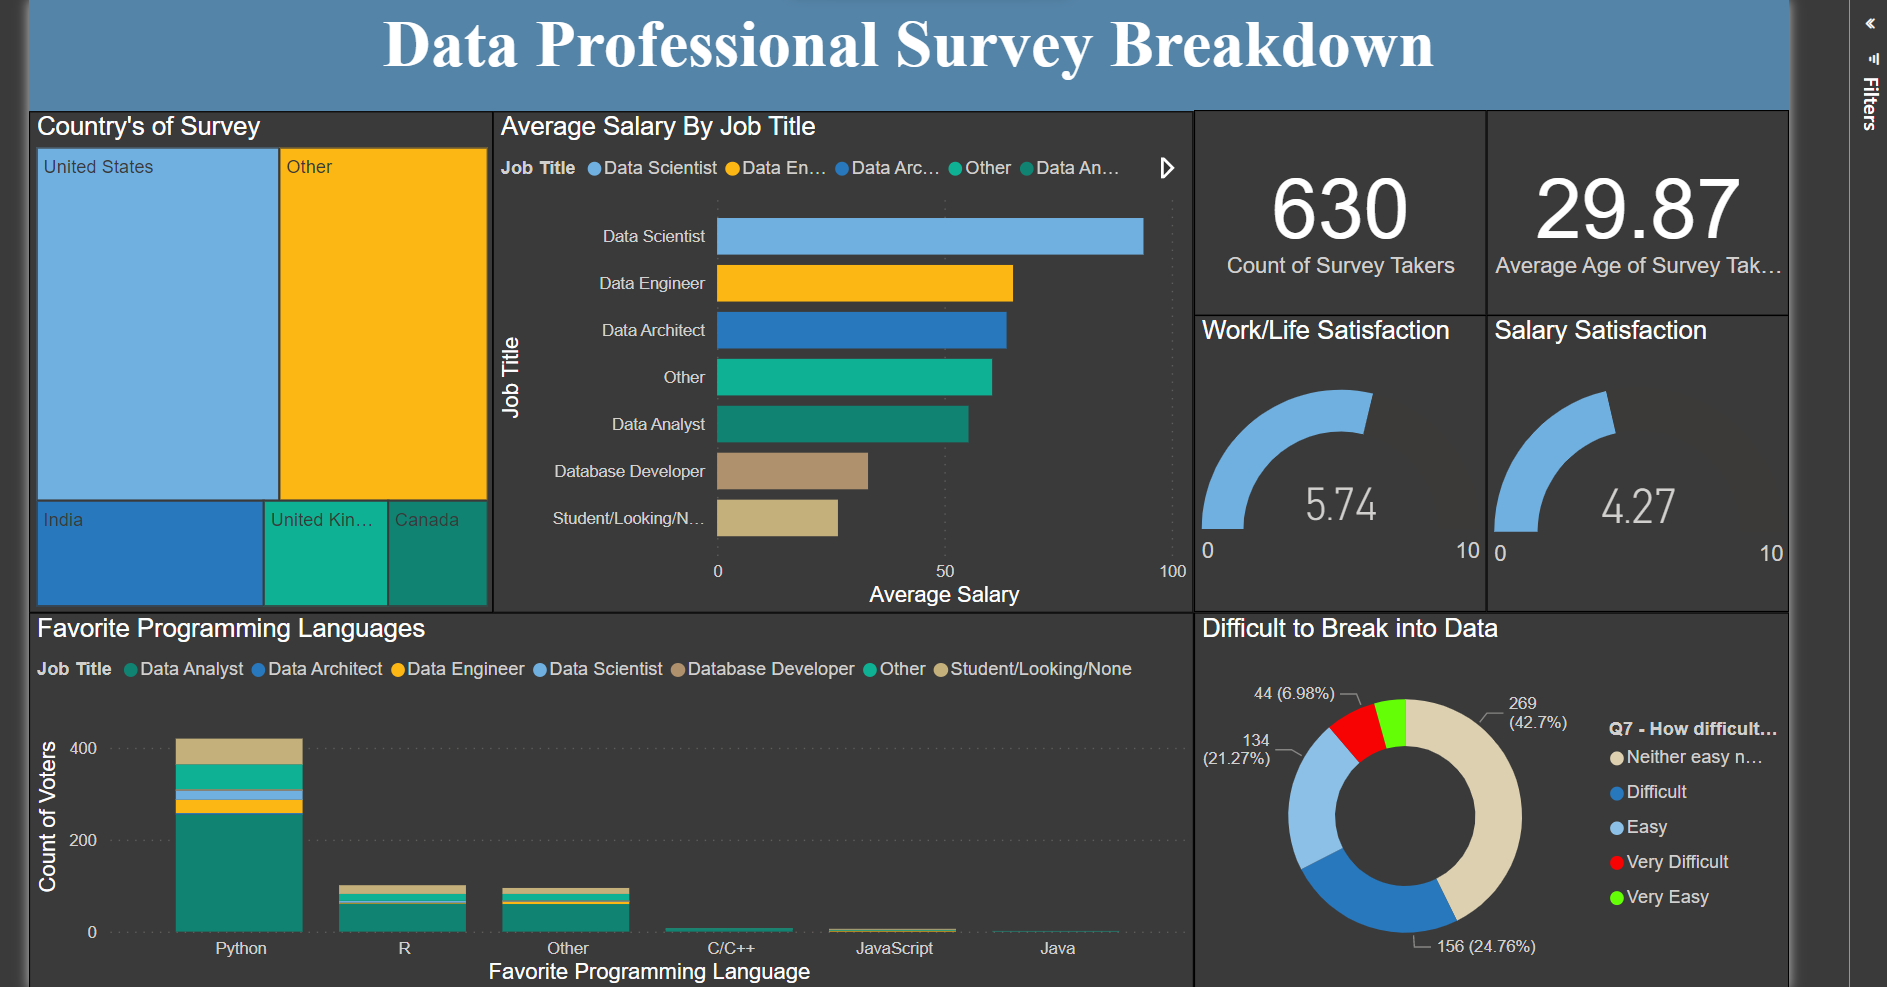 Data Professional Survey Breakdown
Filters
Country's of Survey
United States
Other
India
United Kin...
Canada
Average Salary By Job Title
Job Title Data Scientist Data En... Data Arc... Other Data An...
Job Title
Data Scientist
Data Engineer
Data Architect
Other
Data Analyst
Database Developer
Student/Looking/N...
0 50 100
Average Salary
630
Count of Survey Takers
29.87
Average Age of Survey Tak...
Work/Life Satisfaction
5.74
0 10
Salary Satisfaction
4.27
0 10
Favorite Programming Languages
Job Title Data Analyst Data Architect Data Engineer Data Scientist Database Developer Other Student/Looking/None
Count of Voters
400
200
0
Python R Other C/C++ JavaScript Java
Favorite Programming Language
Difficult to Break into Data
44 (6.98%)
269
(42.7%)
134
(21.27%)
156 (24.76%)
Q7 - How difficult...
Neither easy n...
Difficult
Easy
Very Difficult
Very Easy